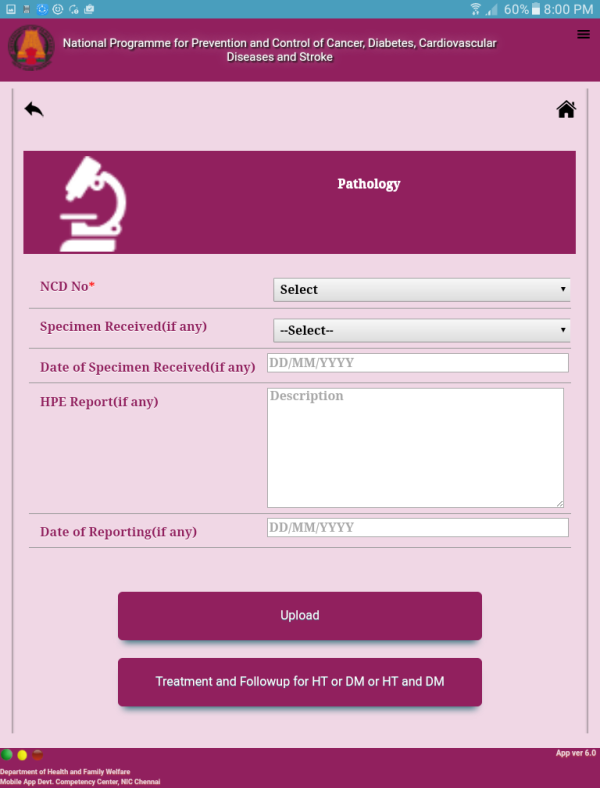 60% 8:00 PM
National Programme for Prevention and Control of Cancer, Diabetes, Cardiovascular
Diseases and Stroke
Pathology
NCD No*
Select
Specimen Received(if any)
--Select--
Date of Specimen Received(if any)
DD/MM/YYYY
HPE Report(if any)
Description
Date of Reporting(if any)
DD/MM/YYYY
Upload
Treatment and Followup for HT or DM or HT and DM
App ver 6.0
Department of Health and Family Welfare
Mobile App Devt. Competency Center, NIC Chennai